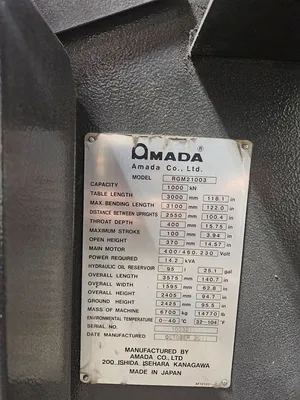 AMADA®
Amada Co., Ltd.
MODEL RGM21003
CAPACITY 1000 kN
TABLE LENGTH 3000 mm 118.1 in
MAX. BENDING LENGTH 3100 mm 122.0 in
DISTANCE BETWEEN UPRIGHTS 2550 mm 100.4 in
THROAT DEPTH 400 mm 15.75 in
MAXIMUM STROKE 100 mm 3.94 in
OPEN HEIGHT 370 mm 14.57 in
MAIN MOTOR 400/460.230 Volt
POWER REQUIRED 14.2 kVA
HYDRAULIC OIL RESERVOIR 95 l 25.1 gal
OVERALL LENGTH 3575 mm 140.7 in
OVERALL WIDTH 1595 mm 62.8 in
OVERALL HEIGHT 2405 mm 94.7 in
GROUND HEIGHT 2425 mm 95.5 in
MASS OF MACHINE 6700 kg 14770 lb
ENVIRONMENTAL TEMPERATURE 0-40 °C 32-104 °F
SERIAL NO.
DATE MANUFACTURED OCTOBER
MANUFACTURED BY
AMADA CO., LTD
200, ISHIDA, ISEHARA KANAGAWA
MADE IN JAPAN